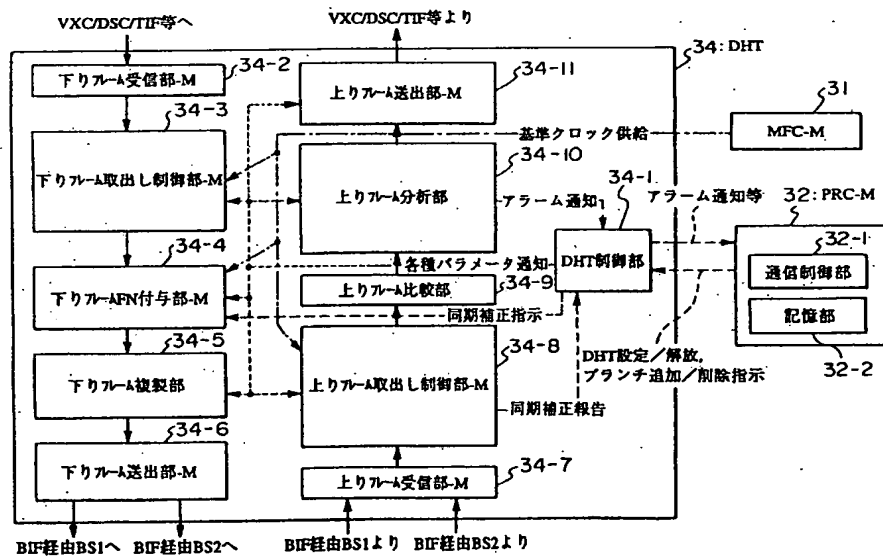 VXC/DSC/TIF等へ
VXC/DSC/TIF等より
34-2
下りフレーム受信部-M
34-3
下りフレーム取出し制御部-M
34-4
下りフレームFN付与部-M
34-5
下りフレーム複製部
34-6
下りフレーム送出部-M
BIF経由BS1へ
BIF経由BS2へ
34-11
上りフレーム送出部-M
34-10
上りフレーム分析部
34-9
上りフレーム比較部
34-8
上りフレーム取出し制御部-M
34-7
上りフレーム受信部-M
BIF経由BS1より
BIF経由BS2より
34:DHT
基準クロック供給
31
MFC-M
アラーム通知
34-1
DHT制御部
各種パラメータ通知
同期補正指示
同期補正報告
アラーム通知等
32:PRC-M
32-1
通信制御部
記憶部
32-2
DHT設定/解放,
ブランチ追加/削除指示